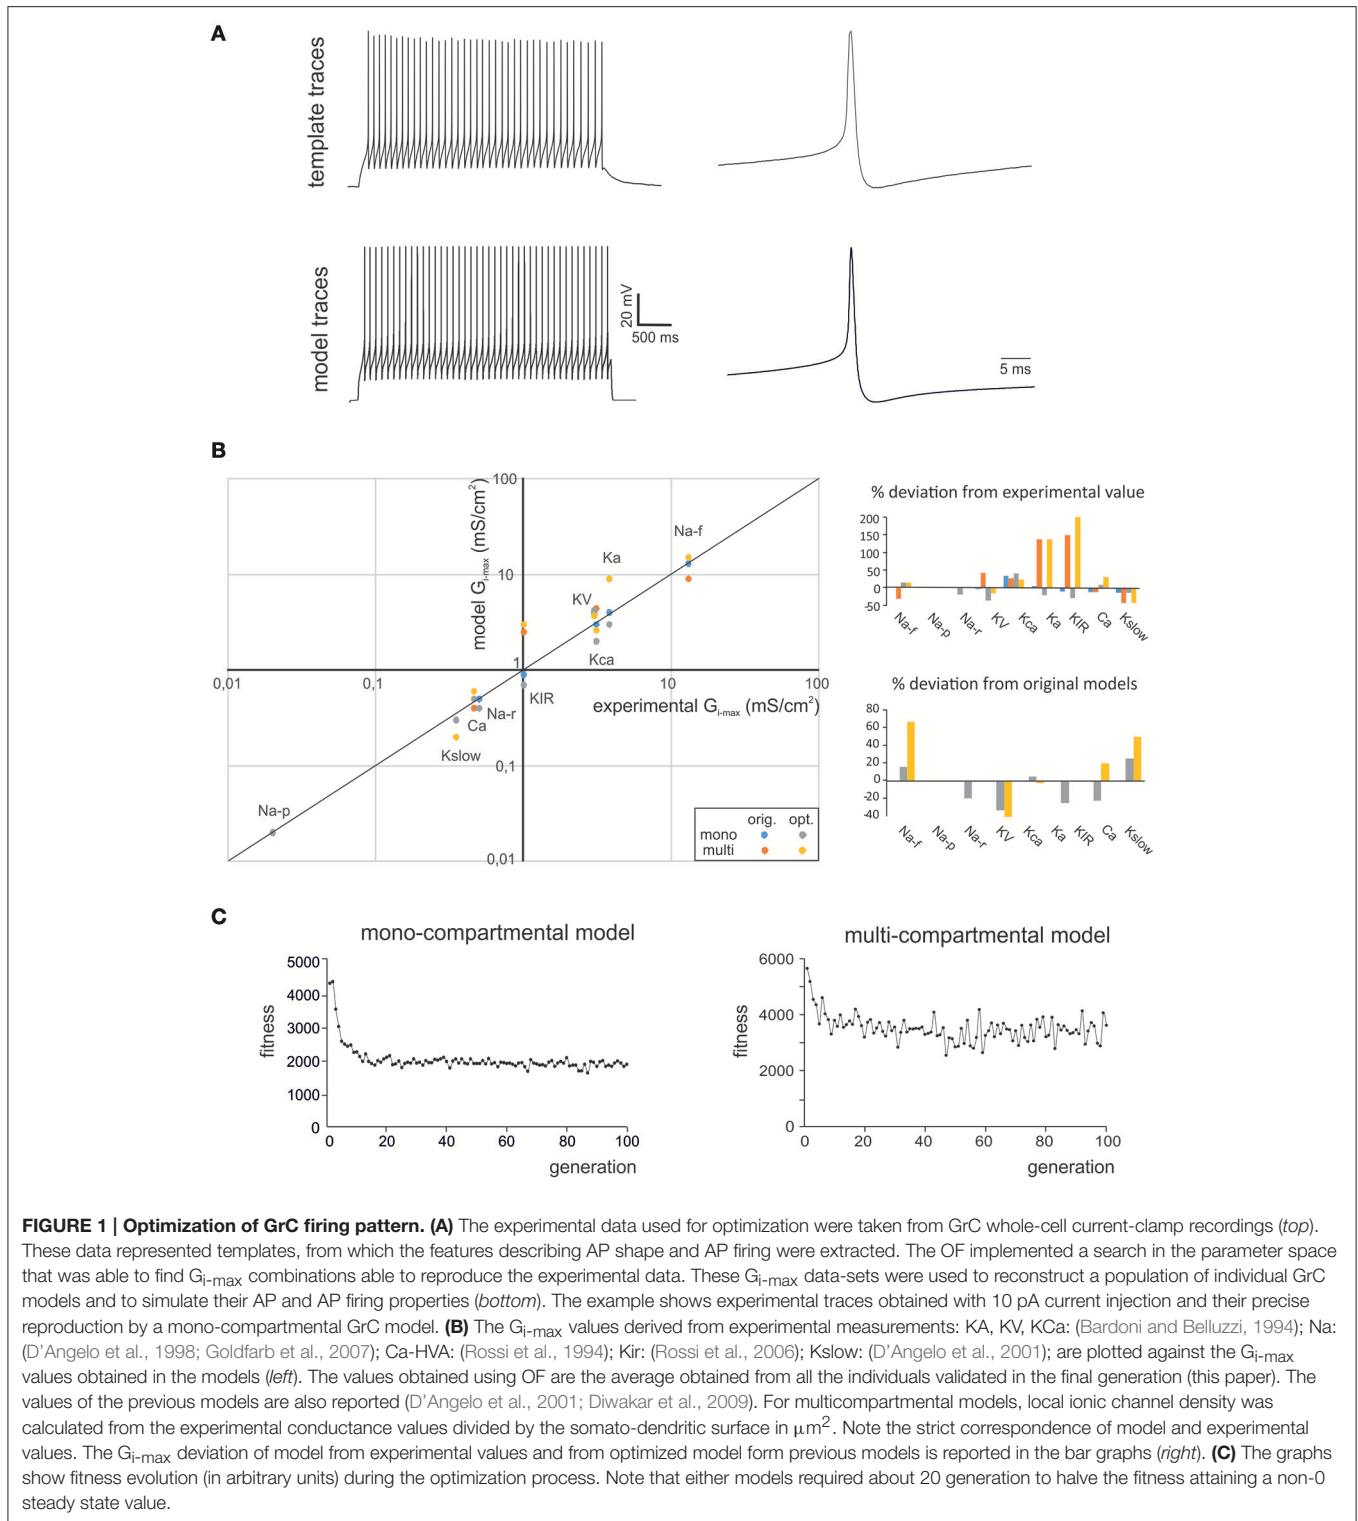 A
template traces
model traces
20 mV
500 ms
5 ms
B
model Gi-max (mS/cm2)
100
10
1
0,01
0,1
10
100
experimental Gi-max (mS/cm2)
0,1
0,01
Na-f
Ka
KV
Kca
KIR
Na-r
Ca
Kslow
Na-p
orig. opt.
mono
multi
% deviation from experimental value
200
150
100
50
0
-50
Na-f
Na-p
Na-r
KV
Kca
Ka
KIR
Ca
Kslow
% deviation from original models
80
60
40
20
0
-20
-40
Na-f
Na-p
Na-r
KV
Kca
Ka
KIR
Ca
Kslow
C
mono-compartmental model
fitness
5000
4000
3000
2000
1000
0
0 20 40 60 80 100
generation
multi-compartmental model
fitness
6000
4000
2000
0
0 20 40 60 80 100
generation
FIGURE 1 | Optimization of GrC firing pattern. (A) The experimental data used for optimization were taken from GrC whole-cell current-clamp recordings (top).
These data represented templates, from which the features describing AP shape and AP firing were extracted. The OF implemented a search in the parameter space
that was able to find Gi-max combinations able to reproduce the experimental data. These Gi-max data-sets were used to reconstruct a population of individual GrC
models and to simulate their AP and AP firing properties (bottom). The example shows experimental traces obtained with 10 pA current injection and their precise
reproduction by a mono-compartmental GrC model. (B) The Gi-max values derived from experimental measurements: KA, KV, KCa: (Bardoni and Belluzzi, 1994); Na:
(D'Angelo et al., 1998; Goldfarb et al., 2007); Ca-HVA: (Rossi et al., 1994); Kir: (Rossi et al., 2006); Kslow: (D'Angelo et al., 2001); are plotted against the Gi-max
values obtained in the models (left). The values obtained using OF are the average obtained from all the individuals validated in the final generation (this paper). The
values of the previous models are also reported (D'Angelo et al., 2001; Diwakar et al., 2009). For multicompartmental models, local ionic channel density was
calculated from the experimental conductance values divided by the somato-dendritic surface in μm2. Note the strict correspondence of model and experimental
values. The Gi-max deviation of model from experimental values and from optimized model form previous models is reported in the bar graphs (right). (C) The graphs
show fitness evolution (in arbitrary units) during the optimization process. Note that either models required about 20 generation to halve the fitness attaining a non-0
steady state value.